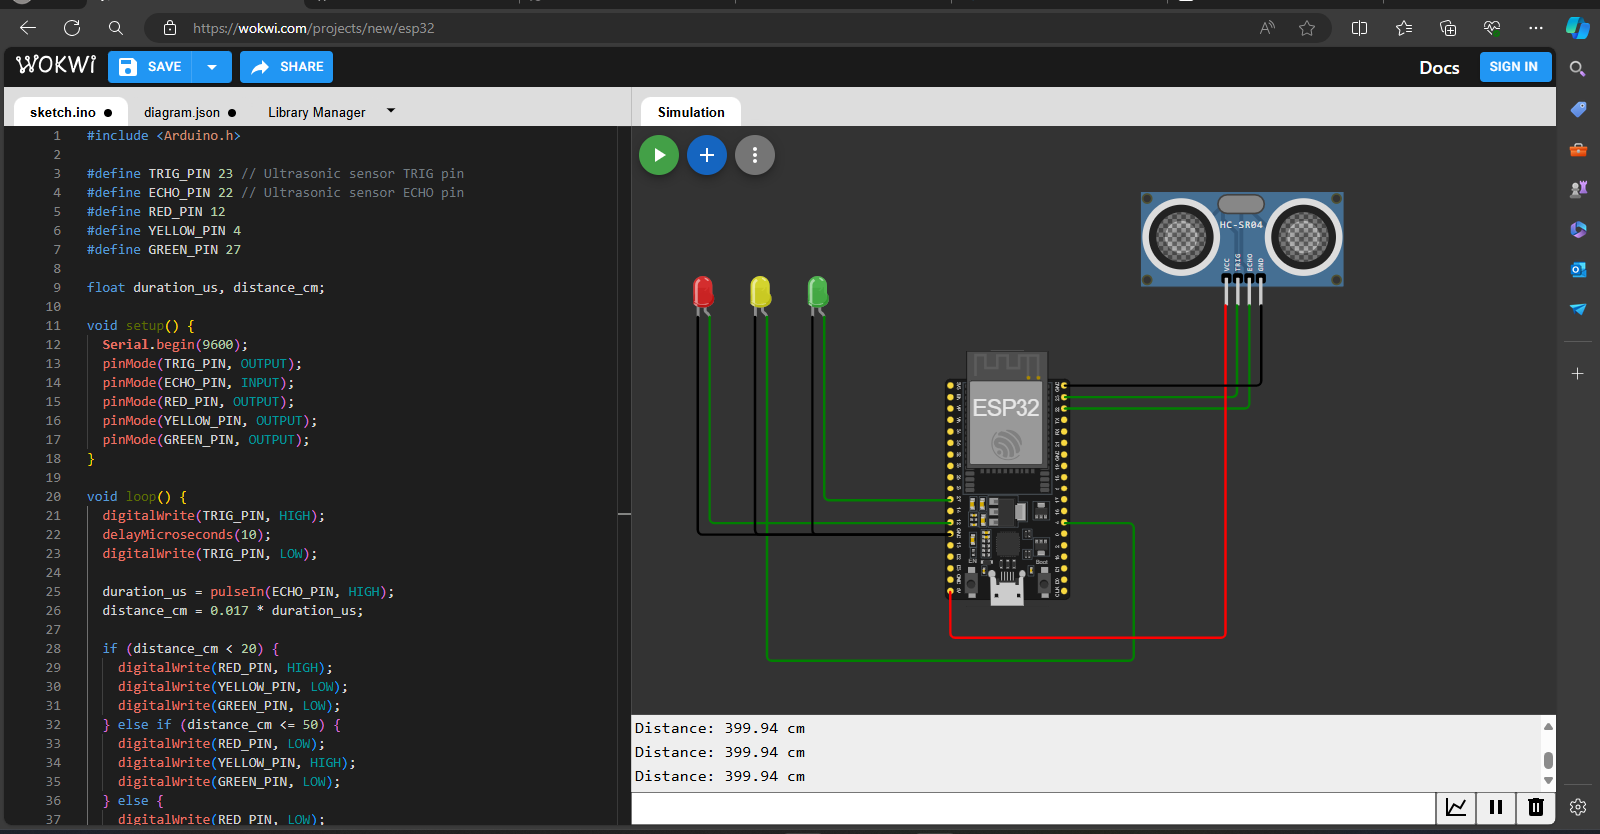 https://wokwi.com/projects/new/esp32
WOKWI
SAVE
SHARE
Docs
SIGN IN
sketch.ino ●
diagram.json ●
Library Manager
Simulation
1 #include <Arduino.h>
2
3 #define TRIG_PIN 23 // Ultrasonic sensor TRIG pin
4 #define ECHO_PIN 22 // Ultrasonic sensor ECHO pin
5 #define RED_PIN 12
6 #define YELLOW_PIN 4
7 #define GREEN_PIN 27
8
9 float duration_us, distance_cm;
10
11 void setup() {
12 Serial.begin(9600);
13 pinMode(TRIG_PIN, OUTPUT);
14 pinMode(ECHO_PIN, INPUT);
15 pinMode(RED_PIN, OUTPUT);
16 pinMode(YELLOW_PIN, OUTPUT);
17 pinMode(GREEN_PIN, OUTPUT);
18 }
19
20 void loop() {
21 digitalWrite(TRIG_PIN, HIGH);
22 delayMicroseconds(10);
23 digitalWrite(TRIG_PIN, LOW);
24
25 duration_us = pulseIn(ECHO_PIN, HIGH);
26 distance_cm = 0.017 * duration_us;
27
28 if (distance_cm < 20) {
29 digitalWrite(RED_PIN, HIGH);
30 digitalWrite(YELLOW_PIN, LOW);
31 digitalWrite(GREEN_PIN, LOW);
32 } else if (distance_cm <= 50) {
33 digitalWrite(RED_PIN, LOW);
34 digitalWrite(YELLOW_PIN, HIGH);
35 digitalWrite(GREEN_PIN, LOW);
36 } else {
37 digitalWrite(RED_PIN, LOW);
HC-SR04
VCC
TRIG
ECHO
GND
ESP32
EN
Boot
Distance: 399.94 cm
Distance: 399.94 cm
Distance: 399.94 cm